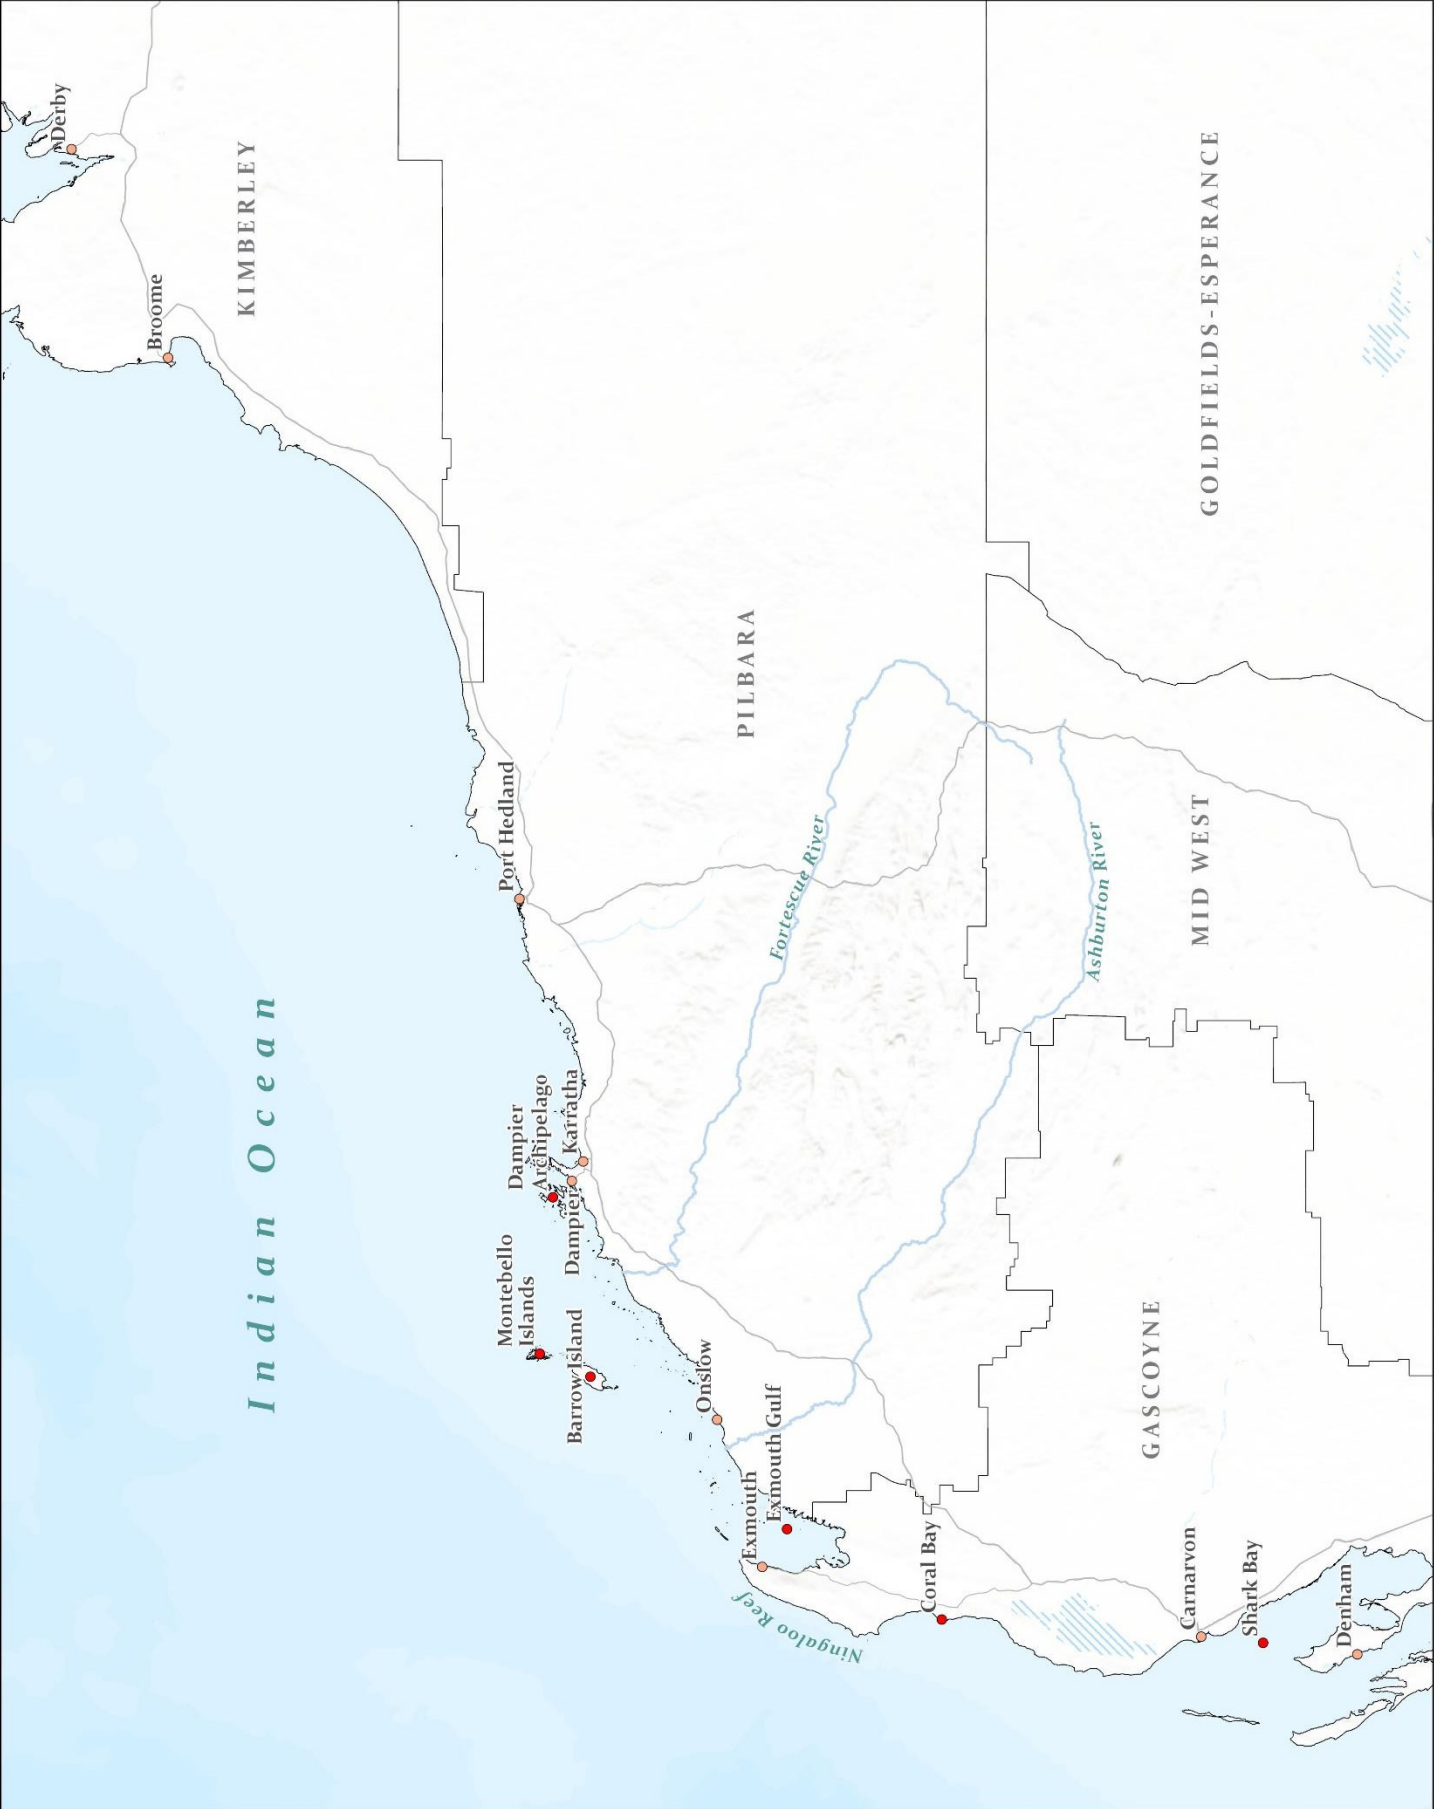 Derby
KIMBERLEY
Broome
Indian Ocean
Port Hedland
PILBARA
GOLDFIELDS-ESPERANCE
Dampier
Archipelago
Karratha
Dampier
Montebello
Islands
Barrow Island
Fortescue River
Ashburton River
MID WEST
Onslow
Exmouth Gulf
Exmouth
Ningaloo Reef
Coral Bay
GASCOYNE
Carnarvon
Shark Bay
Denham